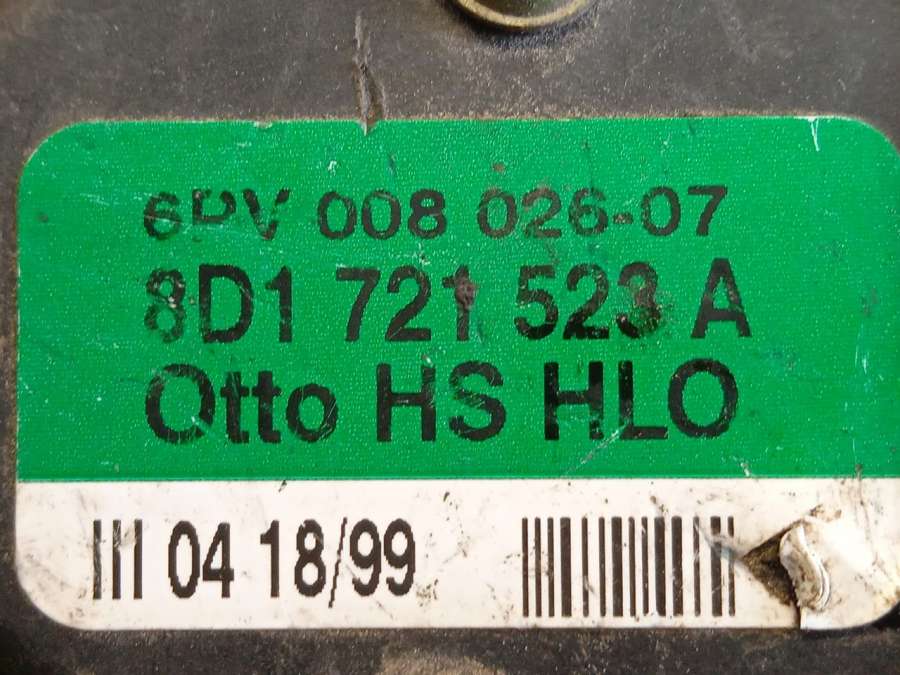 6PV 008 026-07
8D1 721 523 A
Otto HS HLO
III 04 18/99